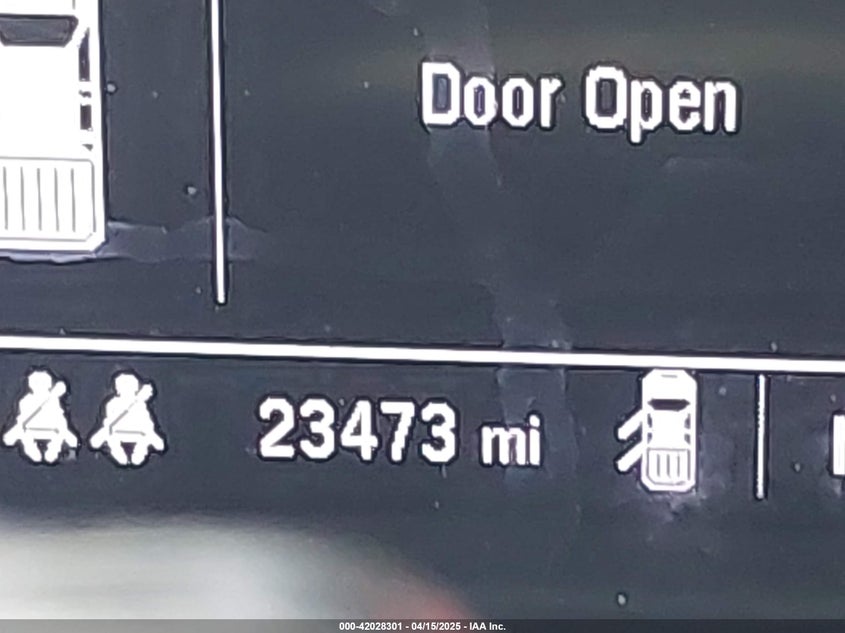 Door Open
23473 mi
000-42028301 - 04/15/2025 - IAA Inc.